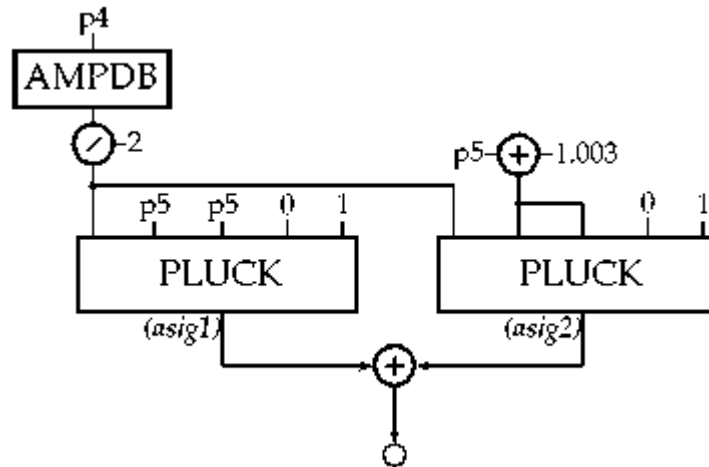 p4
AMPDB
/ 2
p5 + 1.003
p5 p5 0 1 0 1
PLUCK PLUCK
(asig1) (asig2)
+